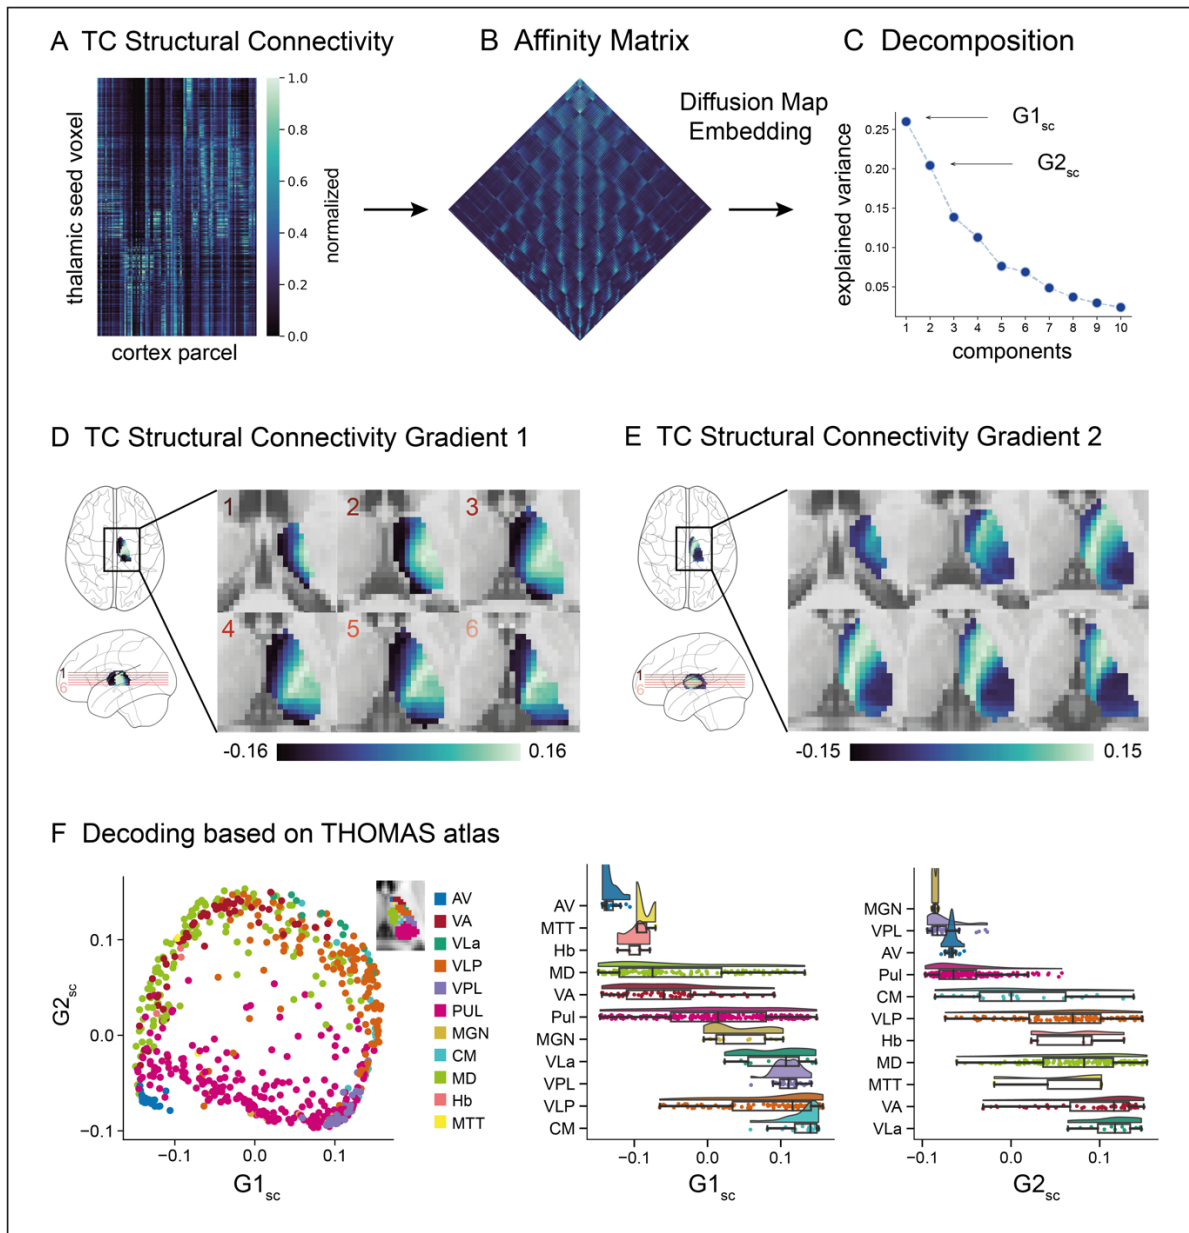 A TC Structural Connectivity
B Affinity Matrix
C Decomposition
thalamic seed voxel
cortex parcel
1.0
0.8
0.6
0.4
0.2
0.0
normalized
Diffusion Map
Embedding
explained variance
0.25
0.20
0.15
0.10
0.05
G1sc
G2sc
1 2 3 4 5 6 7 8 9 10
components
D TC Structural Connectivity Gradient 1
1 2 3
4 5 6
1
6
-0.16 0.16
E TC Structural Connectivity Gradient 2
1
6
-0.15 0.15
F Decoding based on THOMAS atlas
G2sc
0.1
0.0
−0.1
−0.1 0.0 0.1
G1sc
AV
VA
VLa
VLP
VPL
PUL
MGN
CM
MD
Hb
MTT
AV
MTT
Hb
MD
VA
Pul
MGN
VLa
VPL
VLP
CM
−0.1 0.0 0.1
G1sc
MGN
VPL
AV
Pul
CM
VLP
Hb
MD
MTT
VA
VLa
−0.1 0.0 0.1
G2sc